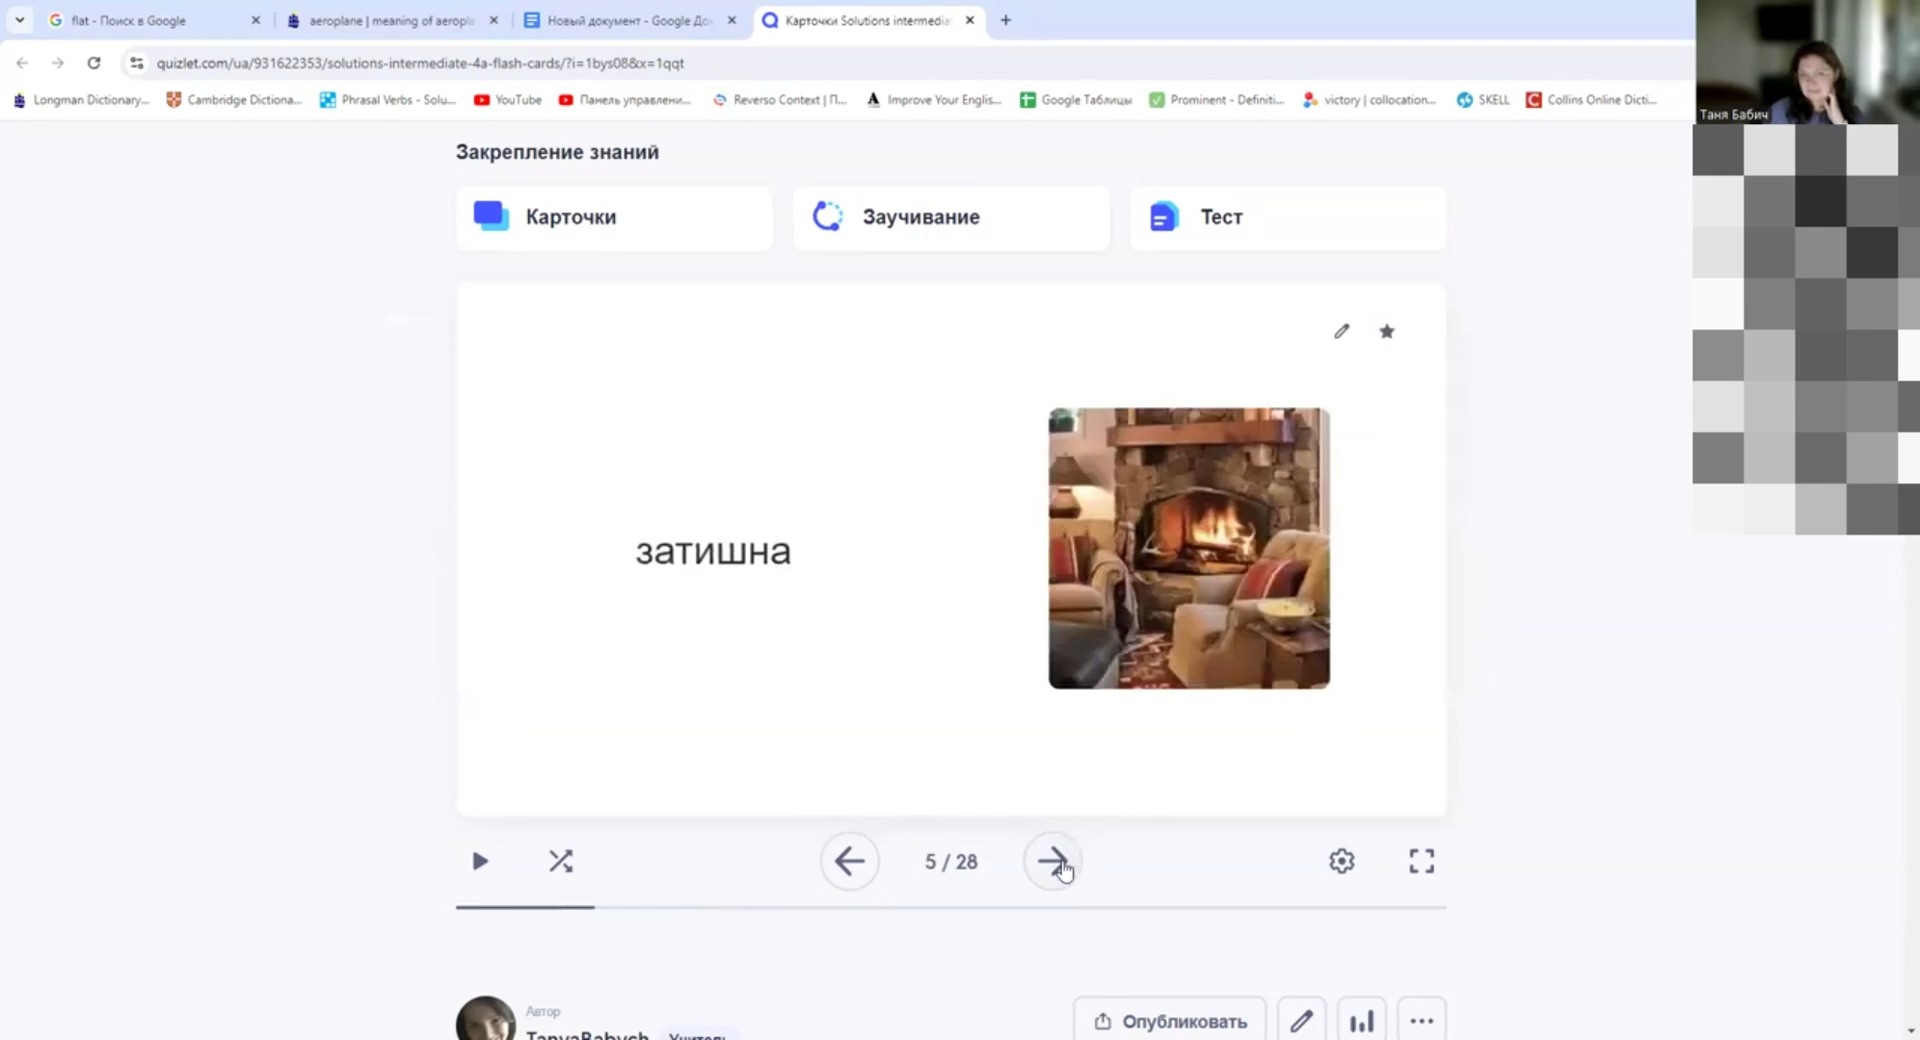 flat - Поиск в Google
aeroplane | meaning of aeropla
Новый документ - Google До
Карточки Solutions intermedia
quizlet.com/ua/931622353/solutions-intermediate-4a-flash-cards/?i=1bys08&x=1qqt
Longman Dictionary...
Cambridge Dictiona...
Phrasal Verbs - Solu...
YouTube
Панель управлени...
Reverso Context | П...
Improve Your Englis...
Google Таблицы
Prominent - Definiti...
victory | collocation...
SKELL
Collins Online Dicti...
Таня Бабич
Закрепление знаний
Карточки
Заучивание
Тест
затишна
5 / 28
Автор
TanyaBabych
Учитель
Опубликовать